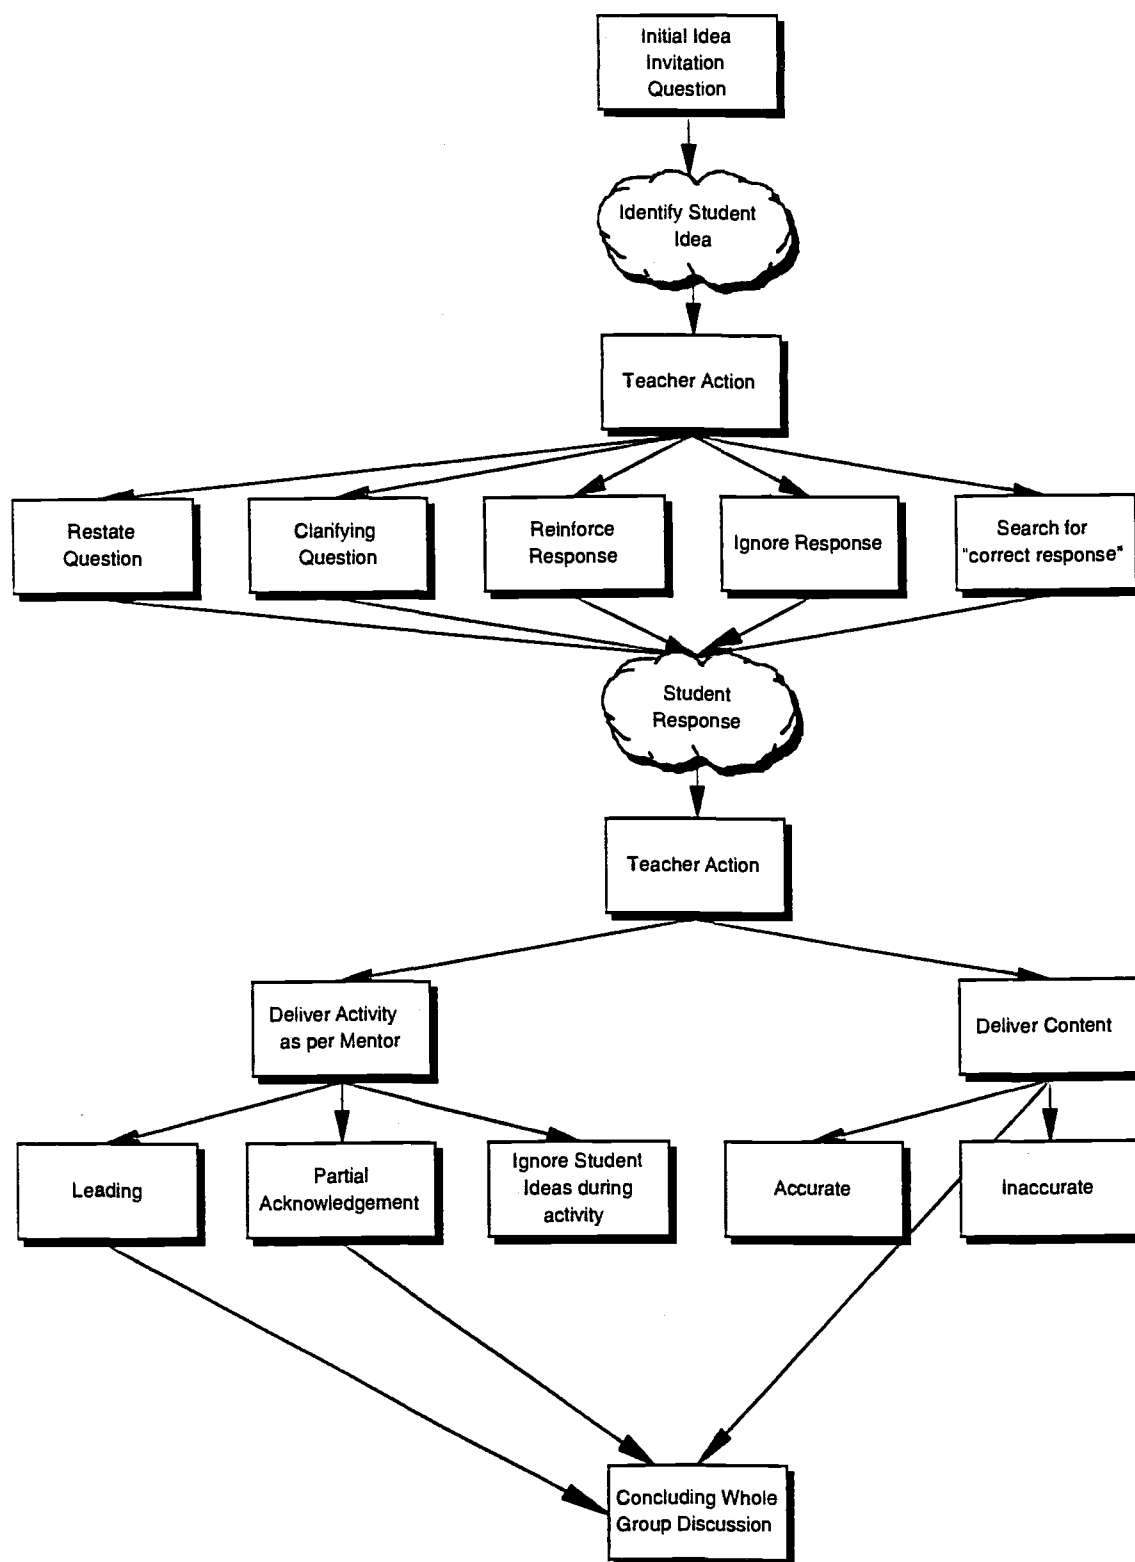 Initial Idea
Invitation
Question
Identify Student
Idea
Teacher Action
Restate
Question
Clarifying
Question
Reinforce
Response
Ignore Response
Search for
"correct response"
Student
Response
Teacher Action
Deliver Activity
as per Mentor
Deliver Content
Leading
Partial
Acknowledgement
Ignore Student
Ideas during
activity
Accurate
Inaccurate
Concluding Whole
Group Discussion